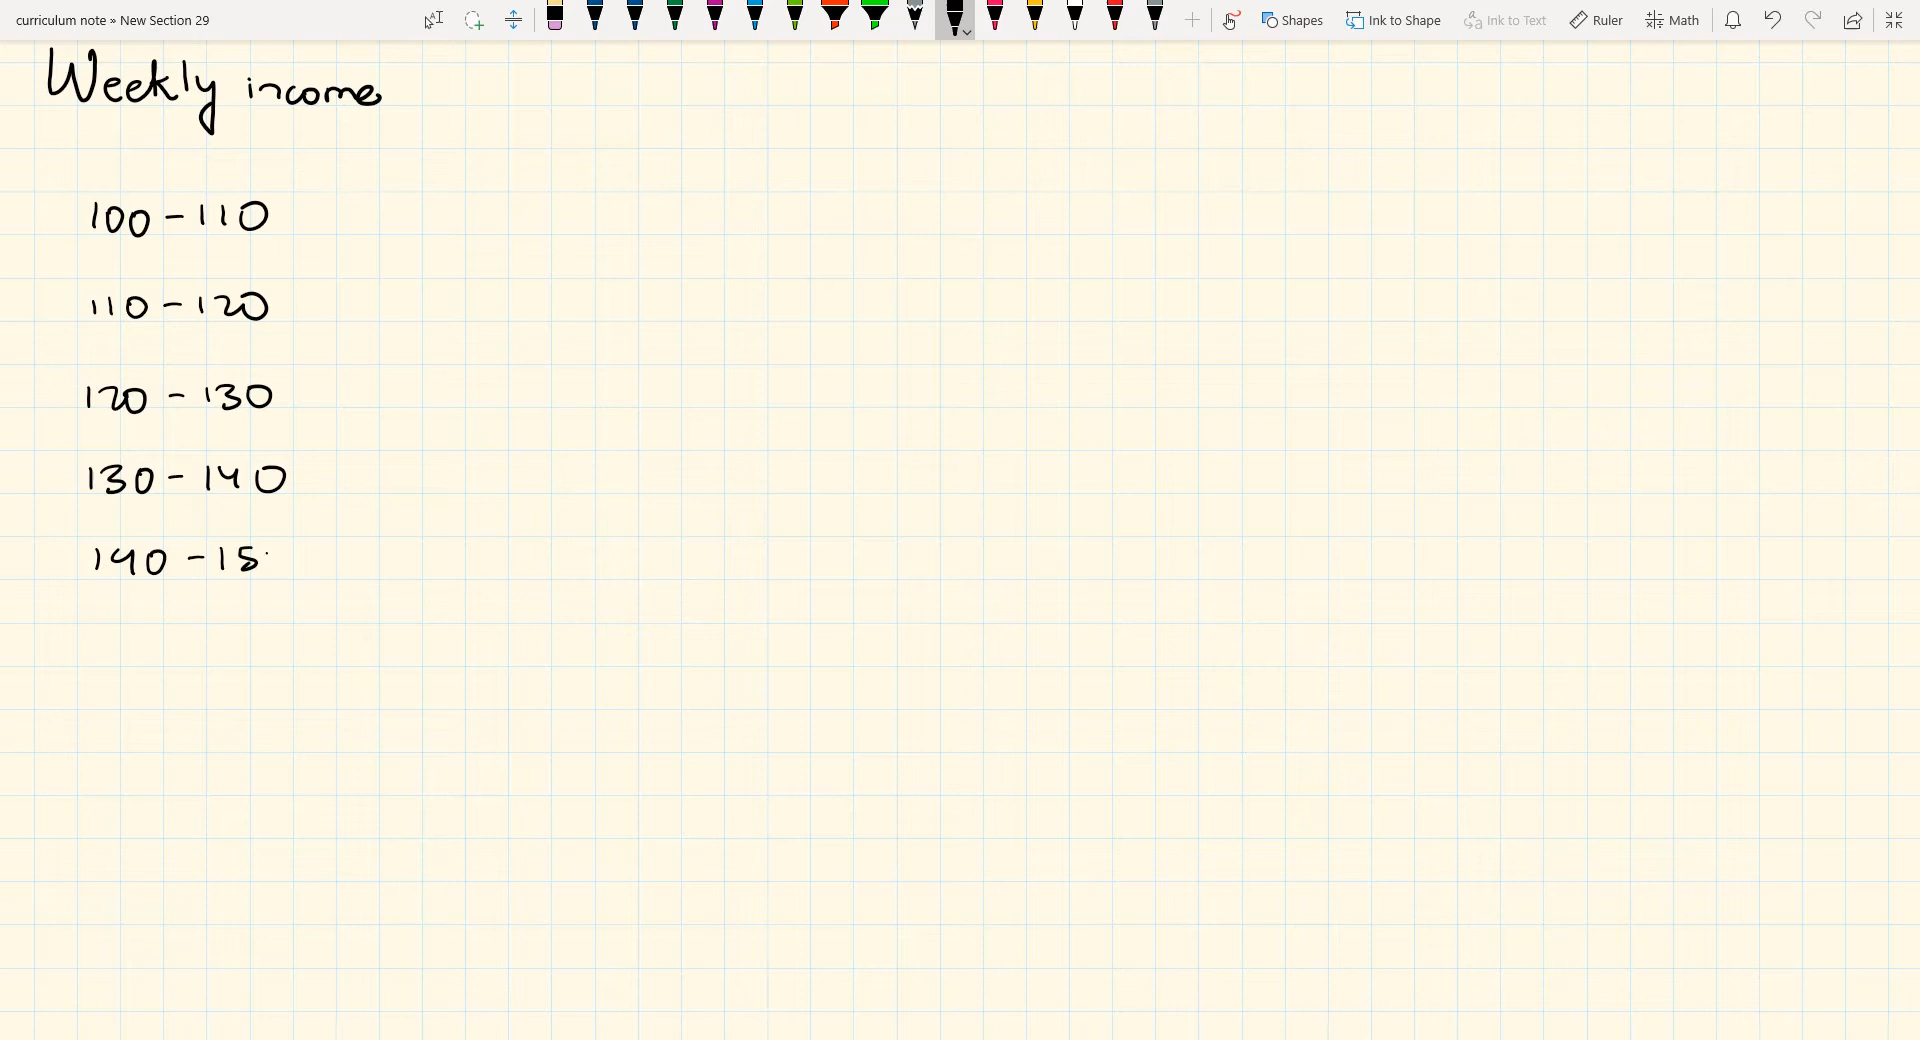 curriculum note » New Section 29
Shapes
Ink to Shape
Ink to Text
Ruler
Math
Weekly income
100 - 110
110 - 120
120 - 130
130 - 140
140 - 15